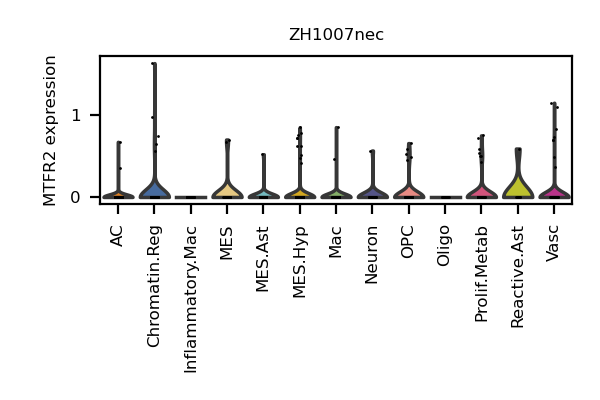 ZH1007nec
MTFR2 expression
1
0
AC
Chromatin.Reg
Inflammatory.Mac
MES
MES.Ast
MES.Hyp
Mac
Neuron
OPC
Oligo
Prolif.Metab
Reactive.Ast
Vasc